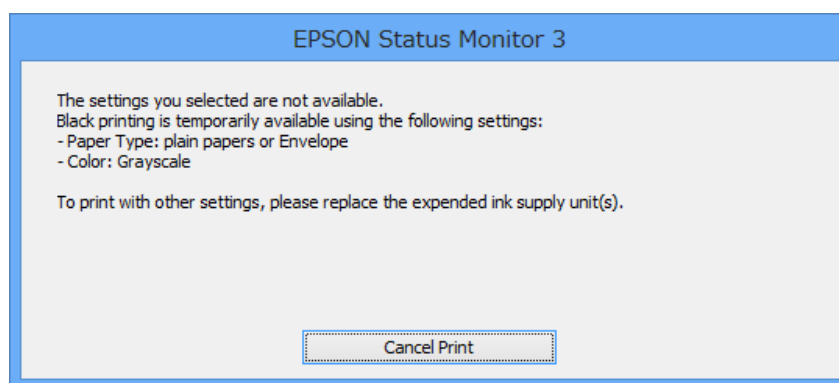 EPSON Status Monitor 3
The settings you selected are not available.
Black printing is temporarily available using the following settings:
- Paper Type: plain papers or Envelope
- Color: Grayscale
To print with other settings, please replace the expended ink supply unit(s).
Cancel Print